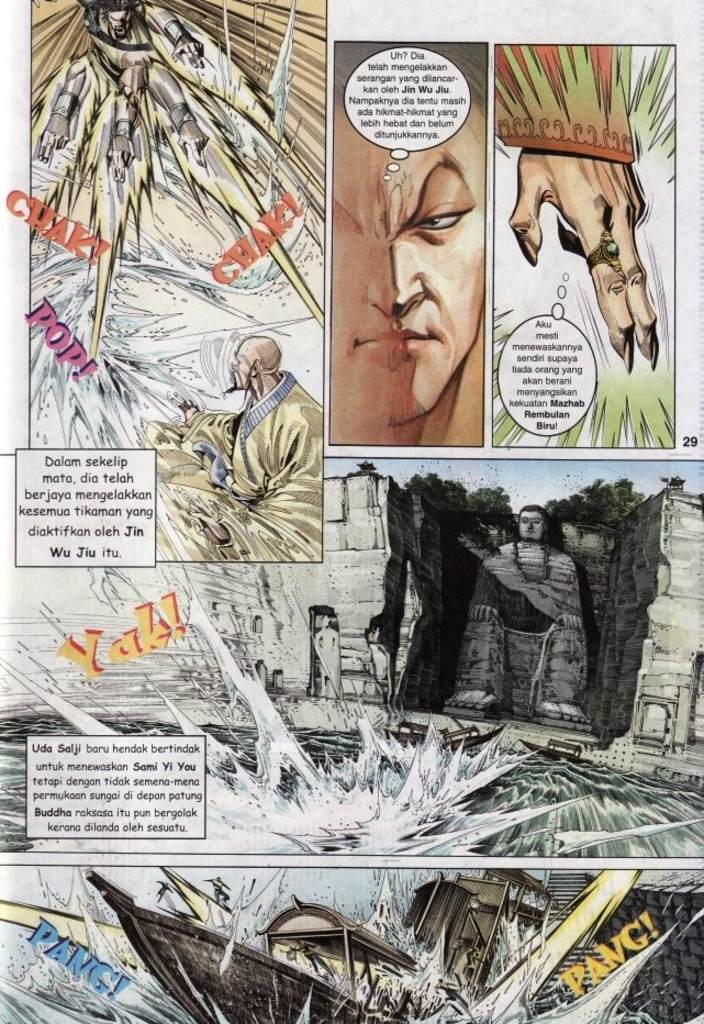 CHAK!
CHAK!
POP!
Dalam sekelip
mata, dia telah
berjaya mengelakkan
kesemua tikaman yang
diaktifkan oleh Jin
Wu Jiu itu.
Uh? Dia
telah mengelakkan
serangan yang dilancar-
kan oleh Jin Wu Jiu.
Nampaknya dia tentu masih
ada hikmat-hikmat yang
lebih hebat dan belum
ditunjukkannya.
Aku
mesti
menewaskannya
sendiri supaya
tiada orang yang
akan berani
menyangsikan
kekuatan Mazhab
Rembulan
Biru!
29
Yah!
Uda Salji baru hendak bertindak
untuk menewaskan Sami Yi You
tetapi dengan tidak semena-mena
permukaan sungai di depan patung
Buddha raksasa itu pun bergolak
kerana dilanda oleh sesuatu.
PANG!
PANG!